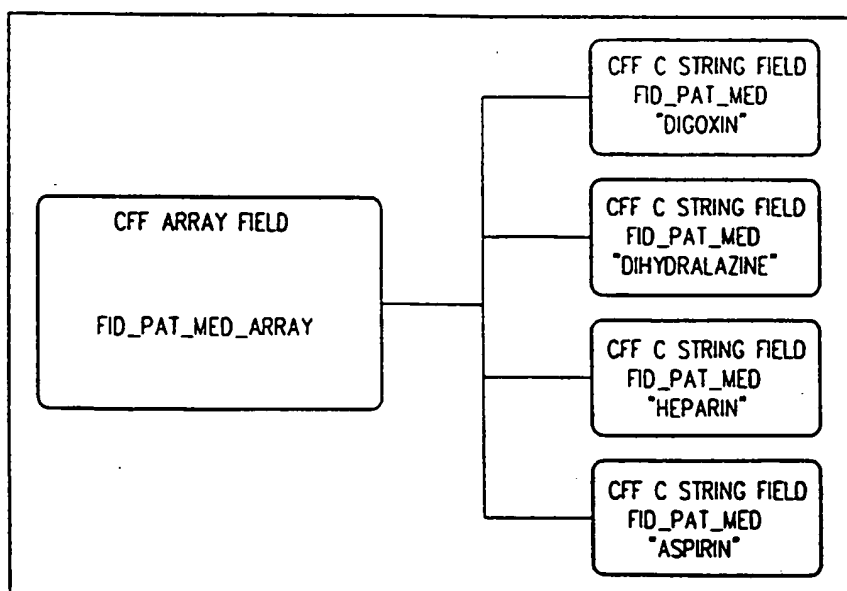 CFF ARRAY FIELD
FID_PAT_MED_ARRAY
CFF C STRING FIELD
FID_PAT_MED
"DIGOXIN"
CFF C STRING FIELD
FID_PAT_MED
"DIHYDRALAZINE"
CFF C STRING FIELD
FID_PAT_MED
"HEPARIN"
CFF C STRING FIELD
FID_PAT_MED
"ASPIRIN"